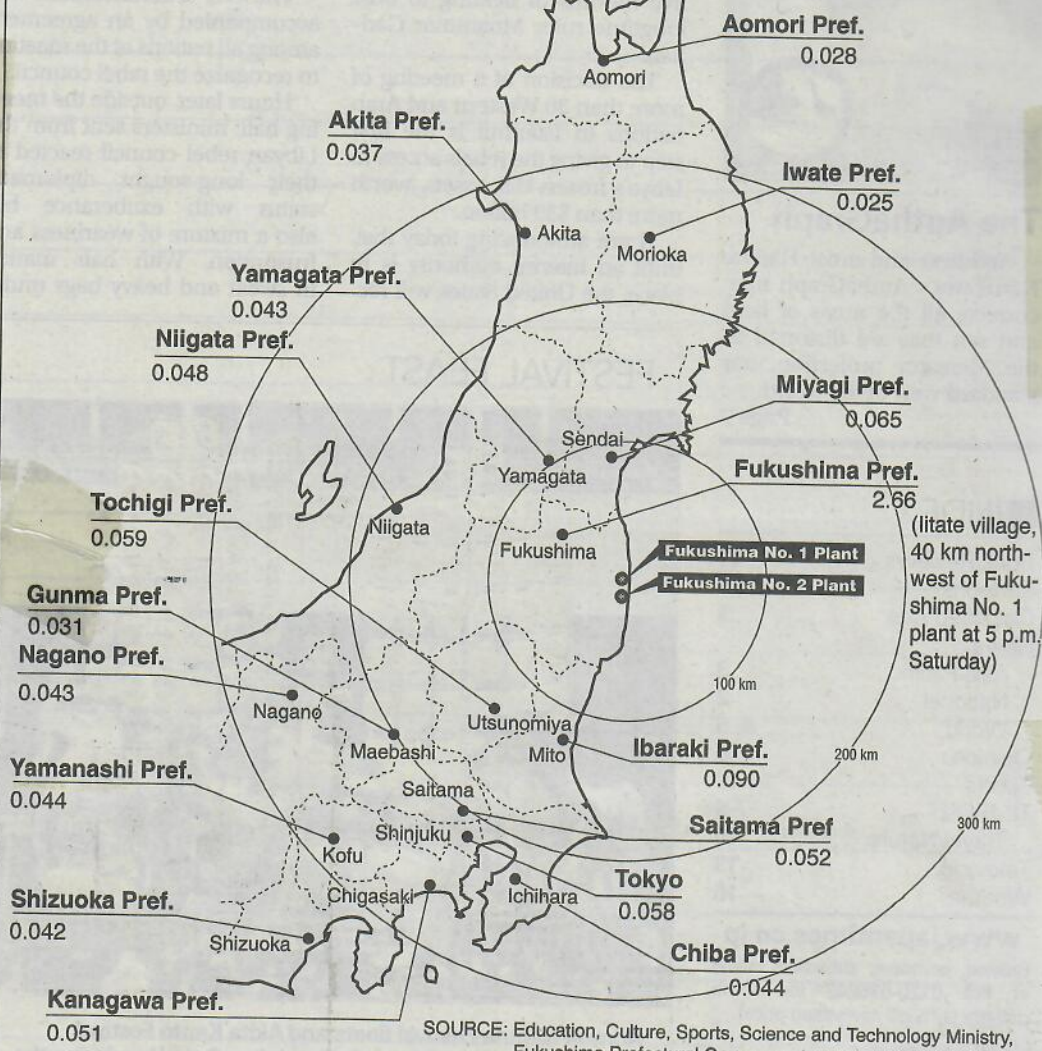 Aomori Pref.
0.028
Aomori
Akita Pref.
0.037
Iwate Pref.
0.025
Akita
Morioka
Yamagata Pref.
0.043
Niigata Pref.
0.048
Miyagi Pref.
0.065
Sendai
Yamagata
Fukushima Pref.
2.66
(Iitate village,
40 km north-
west of Fuku-
shima No. 1
plant at 5 p.m.
Saturday)
Tochigi Pref.
0.059
Niigata
Fukushima
Fukushima No. 1 Plant
Fukushima No. 2 Plant
Gunma Pref.
0.031
Nagano Pref.
0.043
100 km
Nagano
Utsunomiya
Maebashi
Mito
Ibaraki Pref.
0.090
200 km
Yamanashi Pref.
0.044
Saitama
Saitama Pref
0.052
300 km
Shinjuku
Kofu
Tokyo
0.058
Chigasaki
Ichihara
Shizuoka Pref.
0.042
Shizuoka
Chiba Pref.
0.044
Kanagawa Pref.
0.051
SOURCE: Education, Culture, Sports, Science and Technology Ministry,
Fukushima